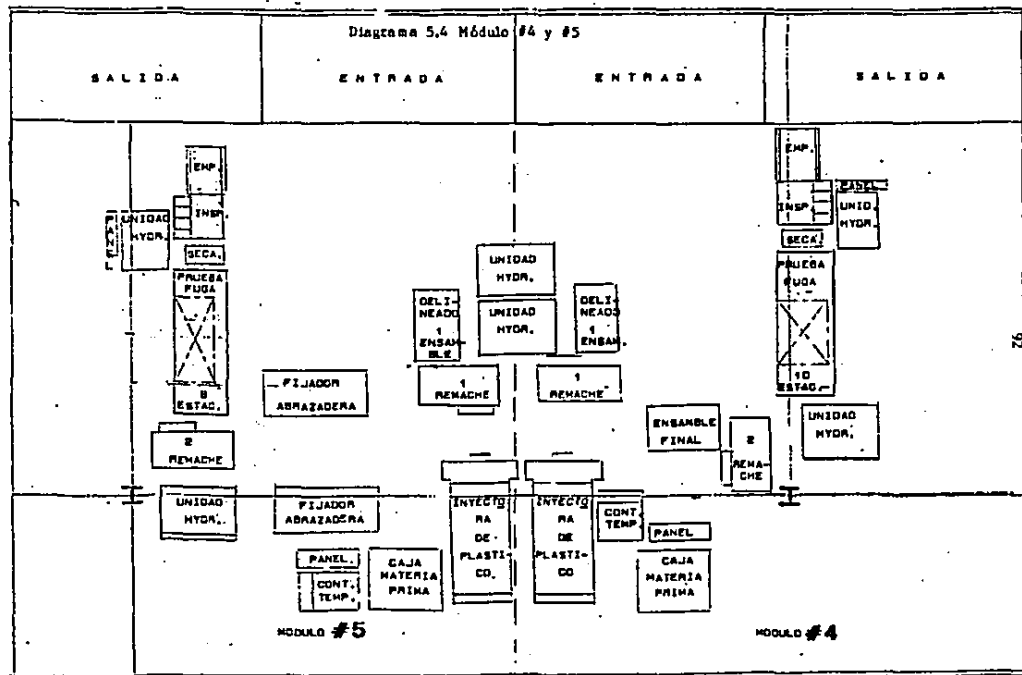 Diagrama 5.4 Módulo #4 y #5
SALIDA
ENTRADA
ENTRADA
SALIDA
EMP.
INSP.
PANEL
UNIDAD
HYDR.
SECA.
PRUEBA
FUGA
8
ESTAC.
2
REMACHE
UNIDAD
HYDR.
FIJADOR
ABRAZADERA
FIJADOR
ABRAZADERA
PANEL.
CONT.
TEMP.
CAJA
MATERIA
PRIMA
DELI-
NEADO
1
ENSAM-
BLE
1
REMACHE
UNIDAD
HYDR.
UNIDAD
HYDR.
INYECTO
RA
DE
PLASTI-
CO.
MODULO #5
DELI-
NEADO
1
ENSAM.
1
REMACHE
INYECTO
RA
DE
PLASTI-
CO
CONT.
TEMP.
PANEL
CAJA
MATERIA
PRIMA
ENSAMBLE
FINAL
2
REMA-
CHE
EMP.
INSP.
PANEL
UNID.
HYDR.
SECA.
PRUEBA
FUGA
10
ESTAC.
UNIDAD
HYDR.
MODULO #4
92